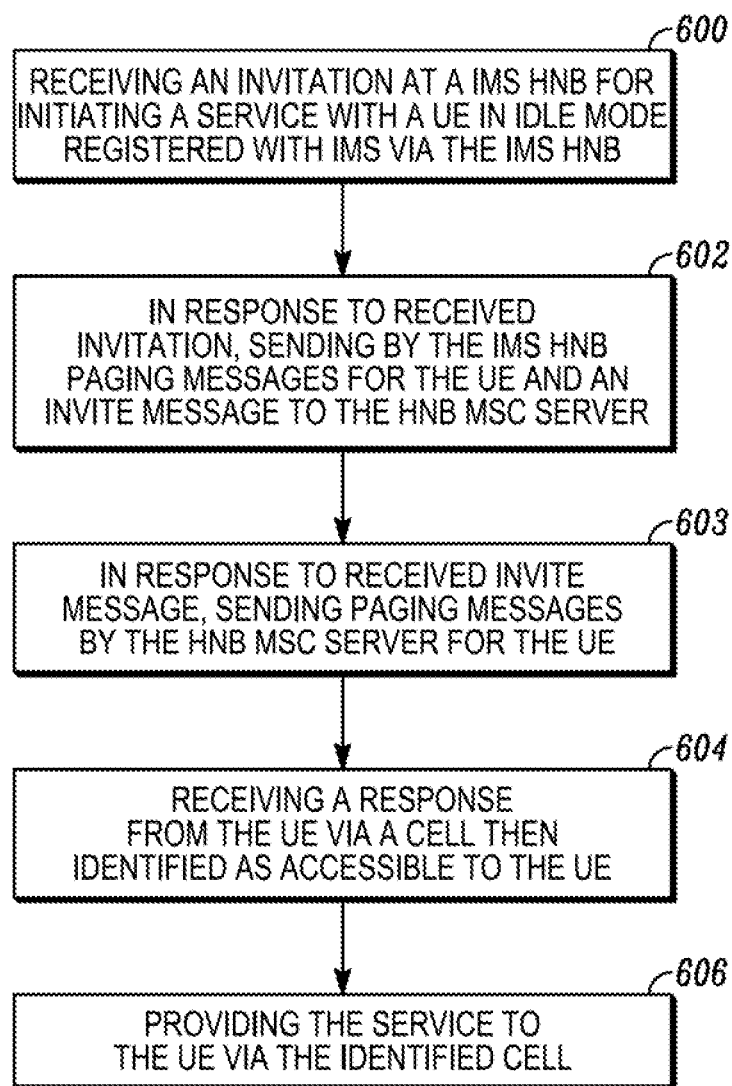 600
RECEIVING AN INVITATION AT A IMS HNB FOR
INITIATING A SERVICE WITH A UE IN IDLE MODE
REGISTERED WITH IMS VIA THE IMS HNB
602
IN RESPONSE TO RECEIVED
INVITATION, SENDING BY THE IMS HNB
PAGING MESSAGES FOR THE UE AND AN
INVITE MESSAGE TO THE HNB MSC SERVER
603
IN RESPONSE TO RECEIVED INVITE
MESSAGE, SENDING PAGING MESSAGES
BY THE HNB MSC SERVER FOR THE UE
604
RECEIVING A RESPONSE
FROM THE UE VIA A CELL THEN
IDENTIFIED AS ACCESSIBLE TO THE UE
606
PROVIDING THE SERVICE TO
THE UE VIA THE IDENTIFIED CELL